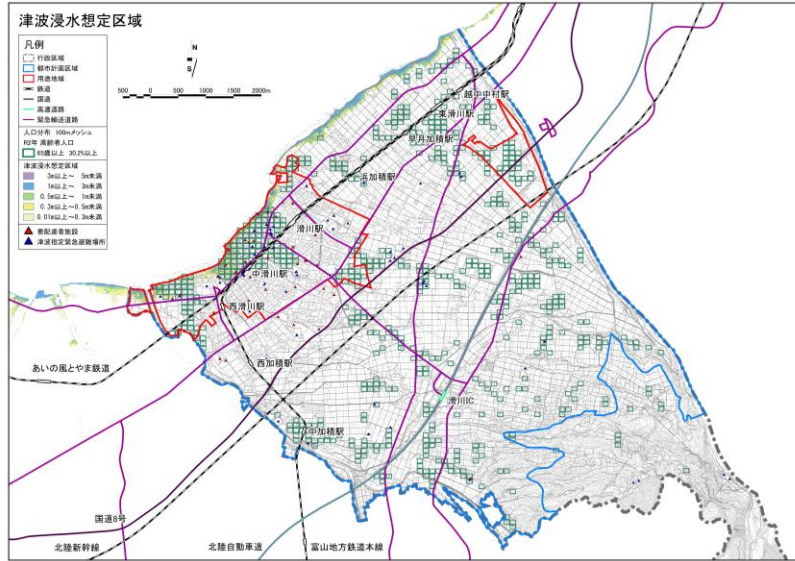 津波浸水想定区域
凡例
行政区域
都市計画区域
用途地域
鉄道
国道
高速道路
緊急輸送道路
人口分布 100mメッシュ
R2年 高齢者人口
65歳以上 30.2%以上
津波浸水想定区域
3m以上~ 5m未満
1m以上~ 3m未満
0.5m以上~ 1m未満
0.3m以上~0.5m未満
0.01m以上~0.3m未満
要配慮者施設
津波指定緊急避難場所
N
S
500 0 500 1000 1500 2000m
越中中村駅
東滑川駅
早月加積駅
浜加積駅
滑川駅
中滑川駅
西滑川駅
あいの風とやま鉄道
西加積駅
滑川IC
中加積駅
国道8号
北陸新幹線
北陸自動車道
富山地方鉄道本線